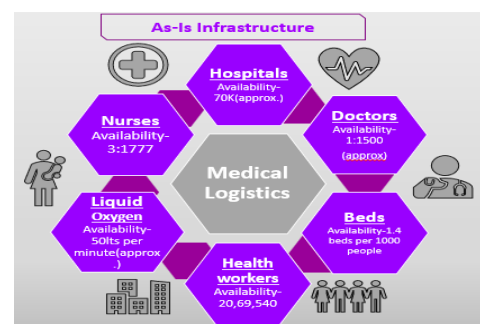 As-Is Infrastructure
Hospitals
Availability-
70K(approx.)
Doctors
Availability-
1:1500
(approx)
Beds
Availability-1.4
beds per 1000
people
Health
workers
Availability-
20,69,540
Liquid
Oxygen
Availability-
50lts per
minute(approx
.)
Nurses
Availability-
3:1777
Medical
Logistics